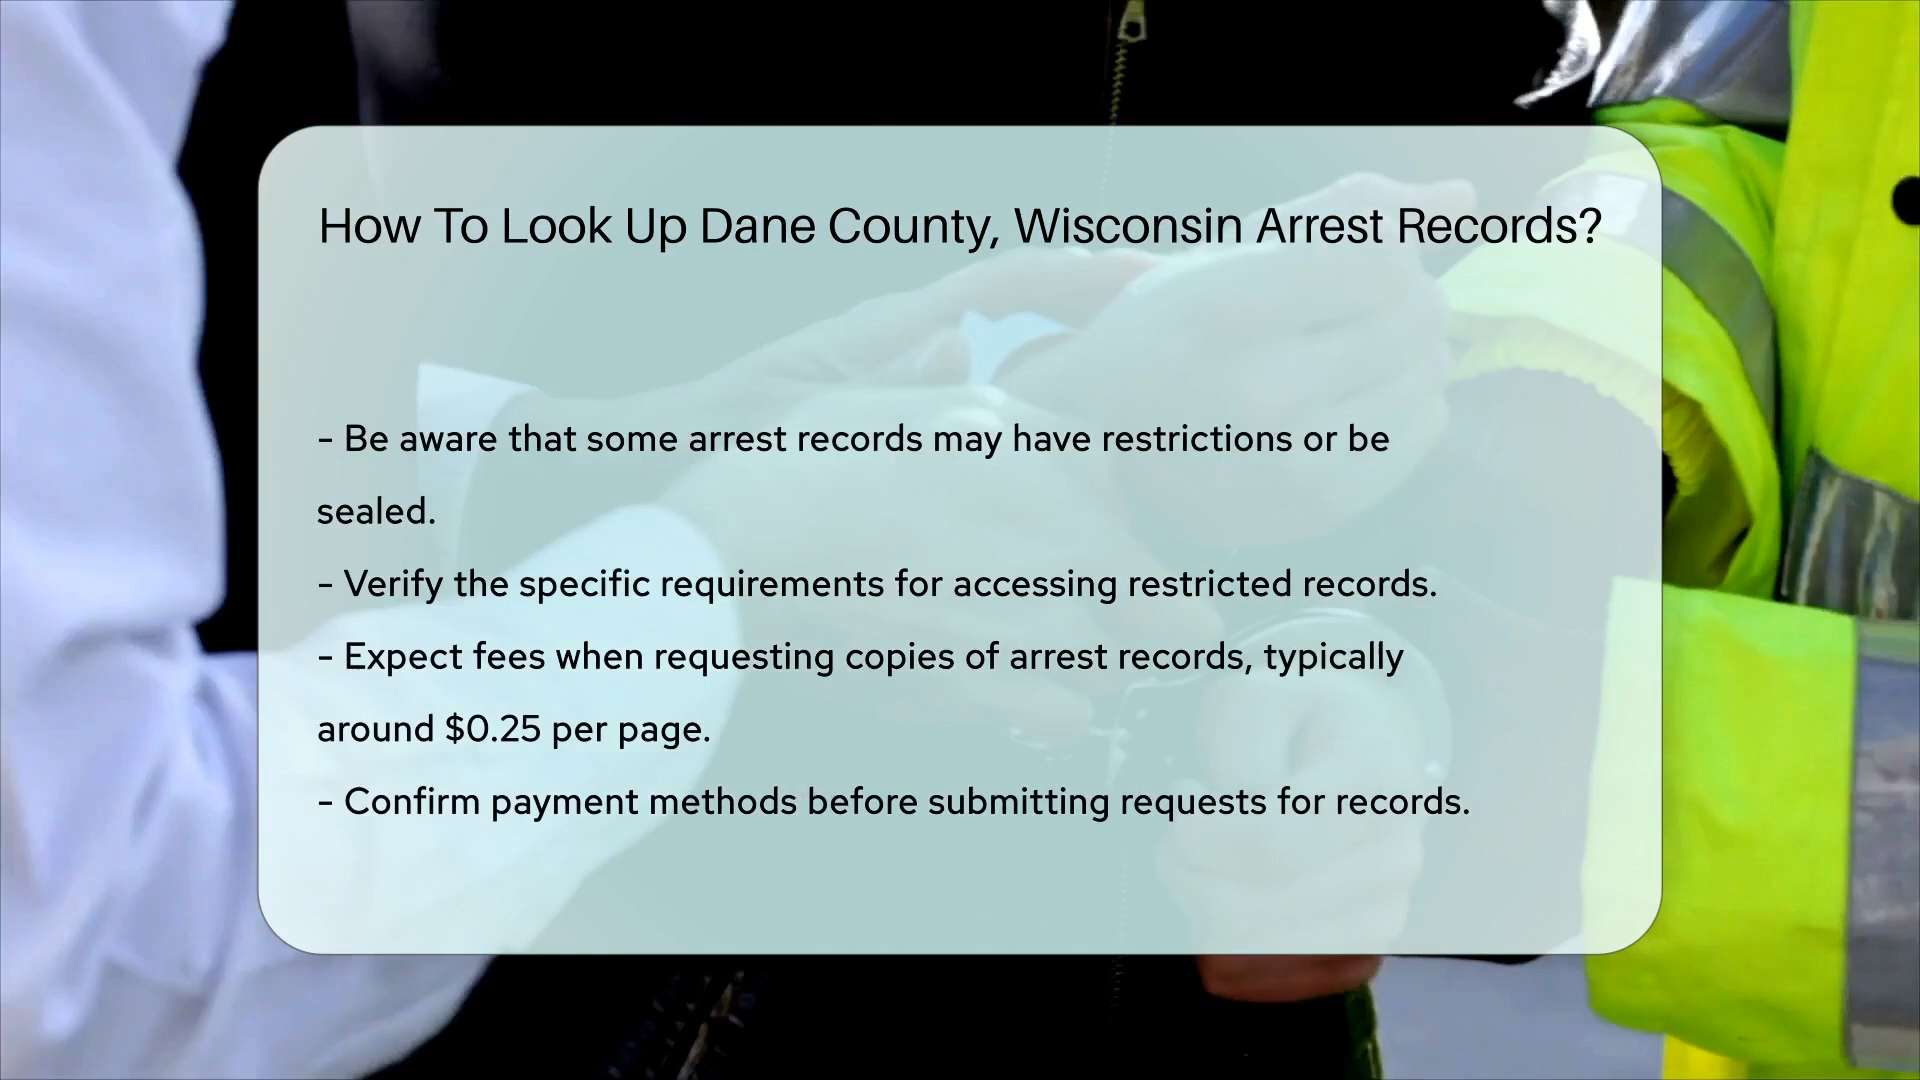 How To Look Up Dane County, Wisconsin Arrest Records?
- Be aware that some arrest records may have restrictions or be
sealed.
- Verify the specific requirements for accessing restricted records.
- Expect fees when requesting copies of arrest records, typically
around $0.25 per page.
- Confirm payment methods before submitting requests for records.